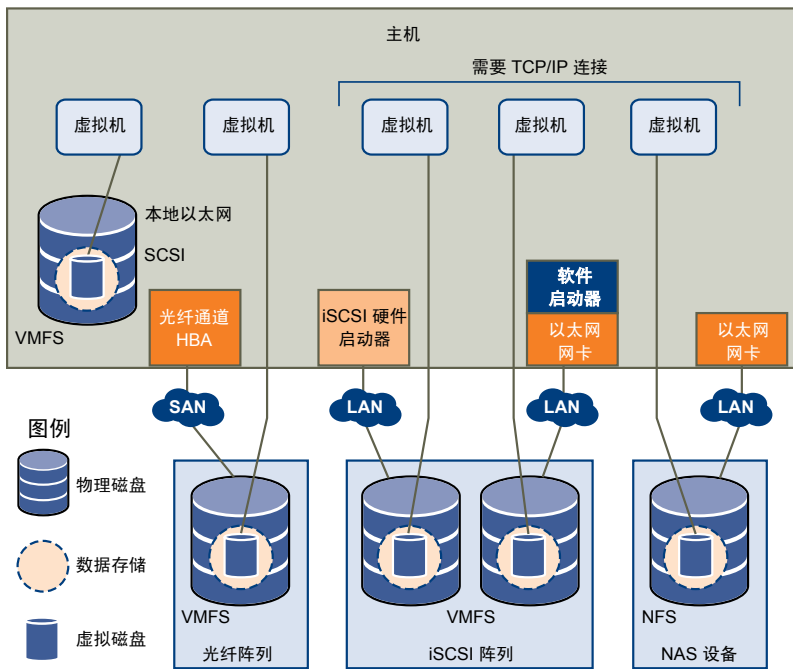 主机
需要 TCP/IP 连接
虚拟机
虚拟机
虚拟机
虚拟机
虚拟机
本地以太网
SCSI
VMFS
光纤通道
HBA
iSCSI 硬件
启动器
软件
启动器
以太网
网卡
以太网
网卡
SAN
LAN
LAN
LAN
图例
物理磁盘
数据存储
虚拟磁盘
VMFS
光纤阵列
VMFS
iSCSI 阵列
NFS
NAS 设备